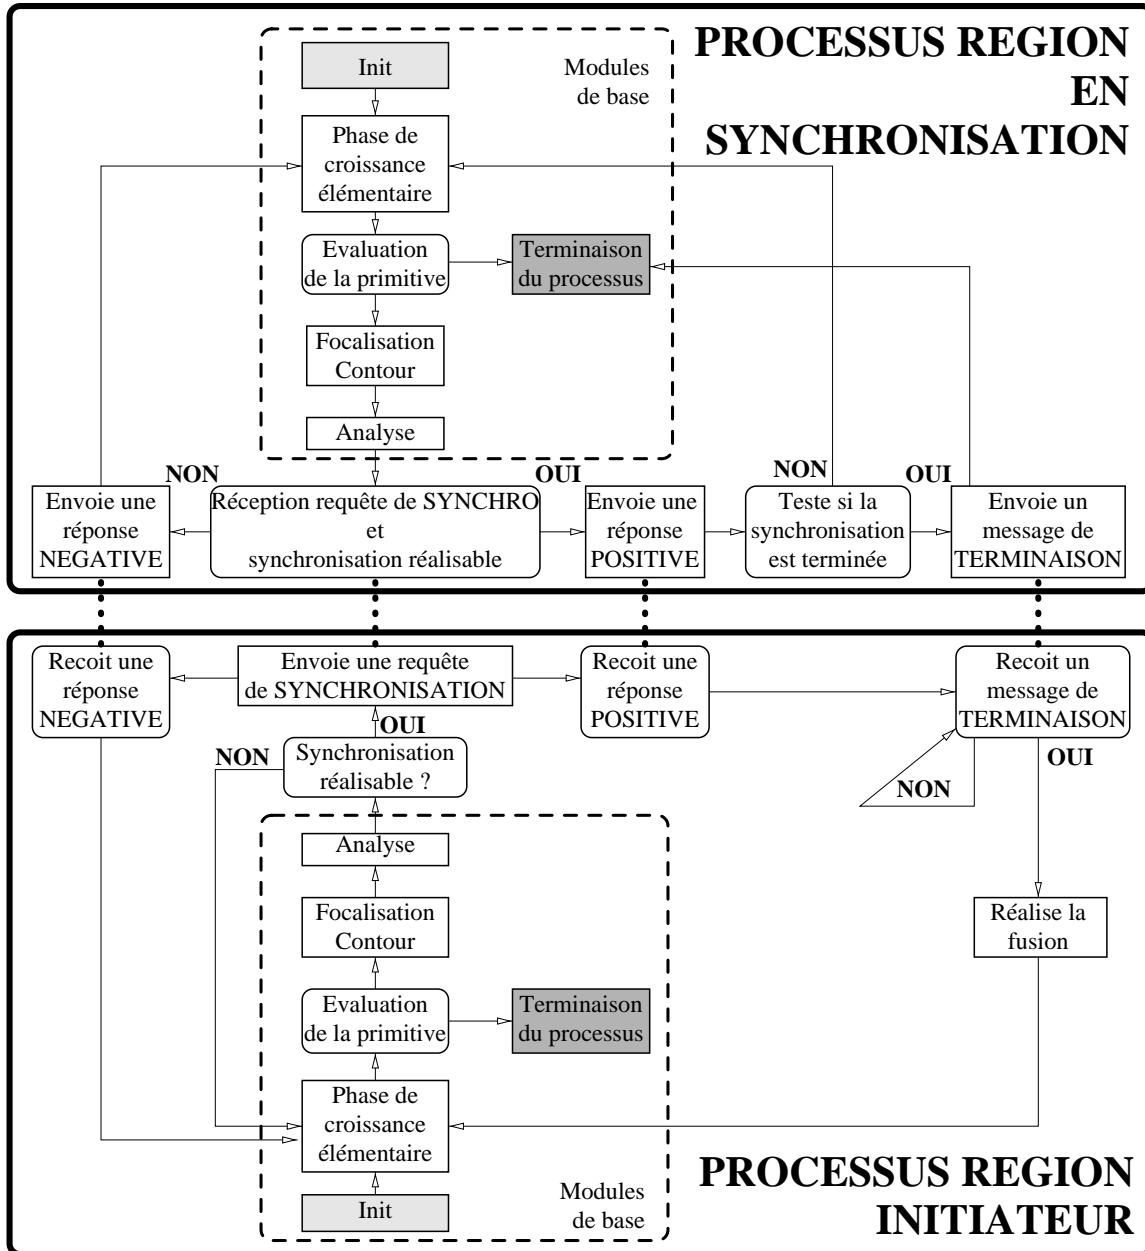 PROCESSUS REGION
EN
SYNCHRONISATION
Init
Modules
de base
Phase de
croissance
élémentaire
Evaluation
de la primitive
Terminaison
du processus
Focalisation
Contour
Analyse
NON
OUI
NON
OUI
Envoie une
réponse
NEGATIVE
Réception requête de SYNCHRO
et
synchronisation réalisable
Envoie une
réponse
POSITIVE
Teste si la
synchronisation
est terminée
Envoie un
message de
TERMINAISON
Recoit une
réponse
NEGATIVE
Envoie une requête
de SYNCHRONISATION
Recoit une
réponse
POSITIVE
Recoit un
message de
TERMINAISON
OUI
NON
Synchronisation
réalisable ?
OUI
NON
Analyse
Focalisation
Contour
Réalise la
fusion
Evaluation
de la primitive
Terminaison
du processus
Phase de
croissance
élémentaire
Init
Modules
de base
PROCESSUS REGION
INITIATEUR